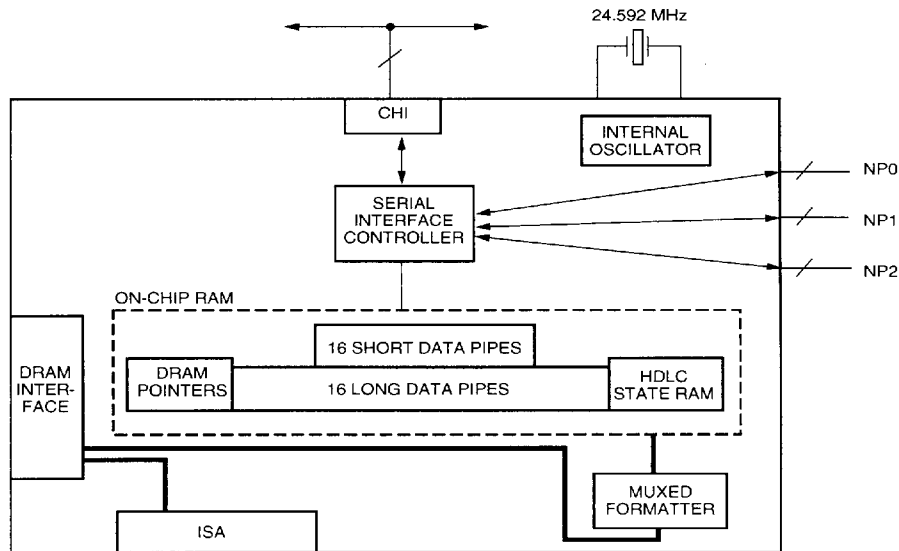 24.592 MHz
CHI
INTERNAL
OSCILLATOR
NP0
SERIAL
INTERFACE
CONTROLLER
NP1
NP2
ON-CHIP RAM
16 SHORT DATA PIPES
DRAM
INTER-
FACE
DRAM
POINTERS
16 LONG DATA PIPES
HDLC
STATE RAM
MUXED
FORMATTER
ISA